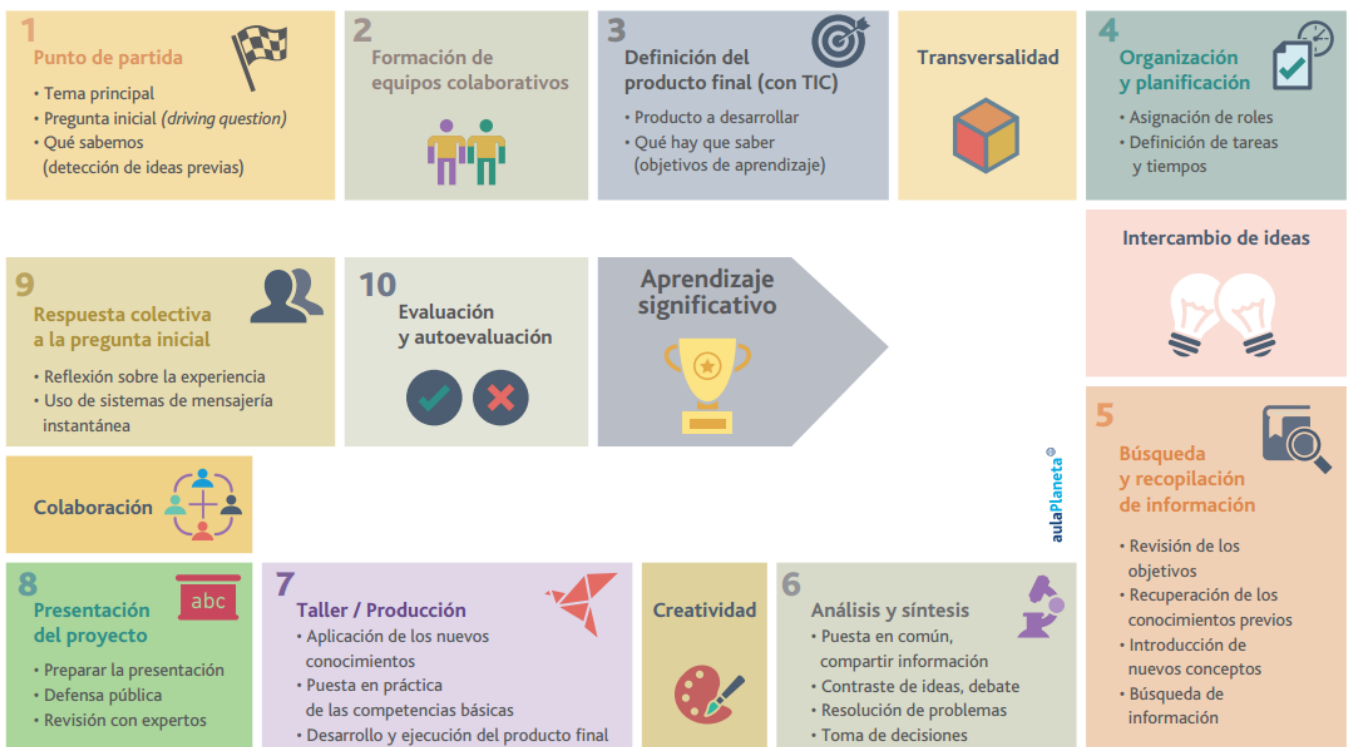 1
Punto de partida
• Tema principal
• Pregunta inicial (driving question)
• Qué sabemos
(detección de ideas previas)
2
Formación de
equipos colaborativos
3
Definición del
producto final (con TIC)
• Producto a desarrollar
• Qué hay que saber
(objetivos de aprendizaje)
Transversalidad
4
Organización
y planificación
• Asignación de roles
• Definición de tareas
y tiempos
Intercambio de ideas
5
Búsqueda
y recopilación
de información
• Revisión de los
objetivos
• Recuperación de los
conocimientos previos
• Introducción de
nuevos conceptos
• Búsqueda de
información
6
Análisis y síntesis
• Puesta en común,
compartir información
• Contraste de ideas, debate
• Resolución de problemas
• Toma de decisiones
Creatividad
7
Taller / Producción
• Aplicación de los nuevos
conocimientos
• Puesta en práctica
de las competencias básicas
• Desarrollo y ejecución del producto final
8
abc
Presentación
del proyecto
• Preparar la presentación
• Defensa pública
• Revisión con expertos
Colaboración
9
Respuesta colectiva
a la pregunta inicial
• Reflexión sobre la experiencia
• Uso de sistemas de mensajería
instantánea
10
Evaluación
y autoevaluación
Aprendizaje
significativo
aulaPlaneta